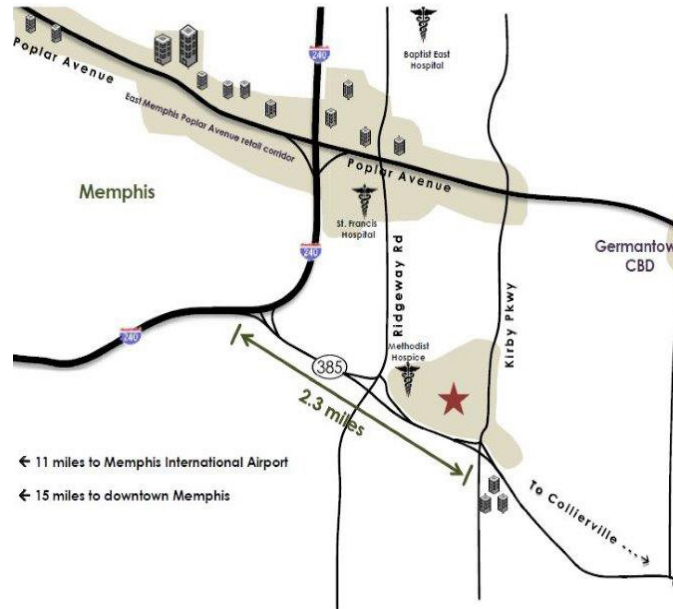 240
Baptist East
Hospital
Poplar Avenue
East Memphis Poplar Avenue retail corridor
Poplar Avenue
Memphis
St. Francis
Hospital
240
Ridgeway Rd
Kirby Pkwy
Germantow
CBD
240
Methodist
Hospice
385
2.3 miles
← 11 miles to Memphis International Airport
← 15 miles to downtown Memphis
To Collierville ---->